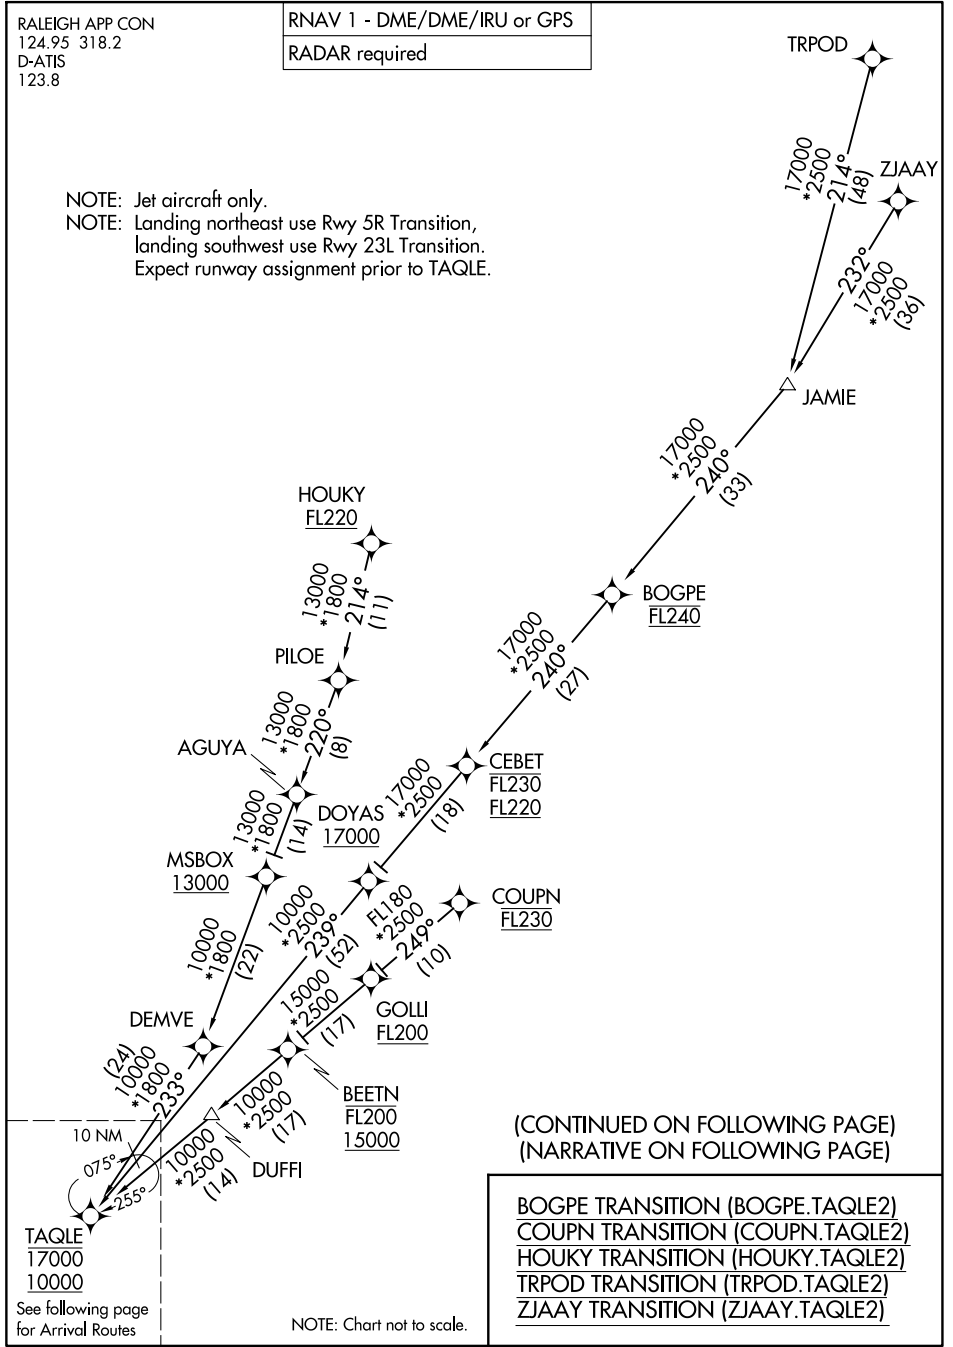 RALEIGH APP CON
124.95 318.2
D-ATIS
123.8
RNAV 1 - DME/DME/IRU or GPS
RADAR required
NOTE: Jet aircraft only.
NOTE: Landing northeast use Rwy 5R Transition,
landing southwest use Rwy 23L Transition.
Expect runway assignment prior to TAQLE.
TRPOD
17000
*2500
214°
(48)
ZJAAY
232°
17000
*2500
(36)
JAMIE
17000
*2500
240°
(33)
HOUKY
FL220
13000
*1800
214°
(11)
BOGPE
FL240
17000
*2500
240°
(27)
PILOE
13000
*1800
220°
(8)
AGUYA
CEBET
FL230
FL220
17000
*2500
(18)
13000
*1800
(14)
DOYAS
17000
MSBOX
13000
COUPN
FL230
FL180
*2500
249°
(10)
10000
*2500
239°
(52)
10000
*1800
(22)
GOLLI
FL200
15000
*2500
(17)
DEMVE
(24)
10000
*1800
233°
BEETN
FL200
15000
10000
*2500
(17)
DUFFI
10000
*2500
(14)
10 NM
075°
255°
TAQLE
17000
10000
See following page
for Arrival Routes
NOTE: Chart not to scale.
(CONTINUED ON FOLLOWING PAGE)
(NARRATIVE ON FOLLOWING PAGE)
BOGPE TRANSITION (BOGPE.TAQLE2)
COUPN TRANSITION (COUPN.TAQLE2)
HOUKY TRANSITION (HOUKY.TAQLE2)
TRPOD TRANSITION (TRPOD.TAQLE2)
ZJAAY TRANSITION (ZJAAY.TAQLE2)